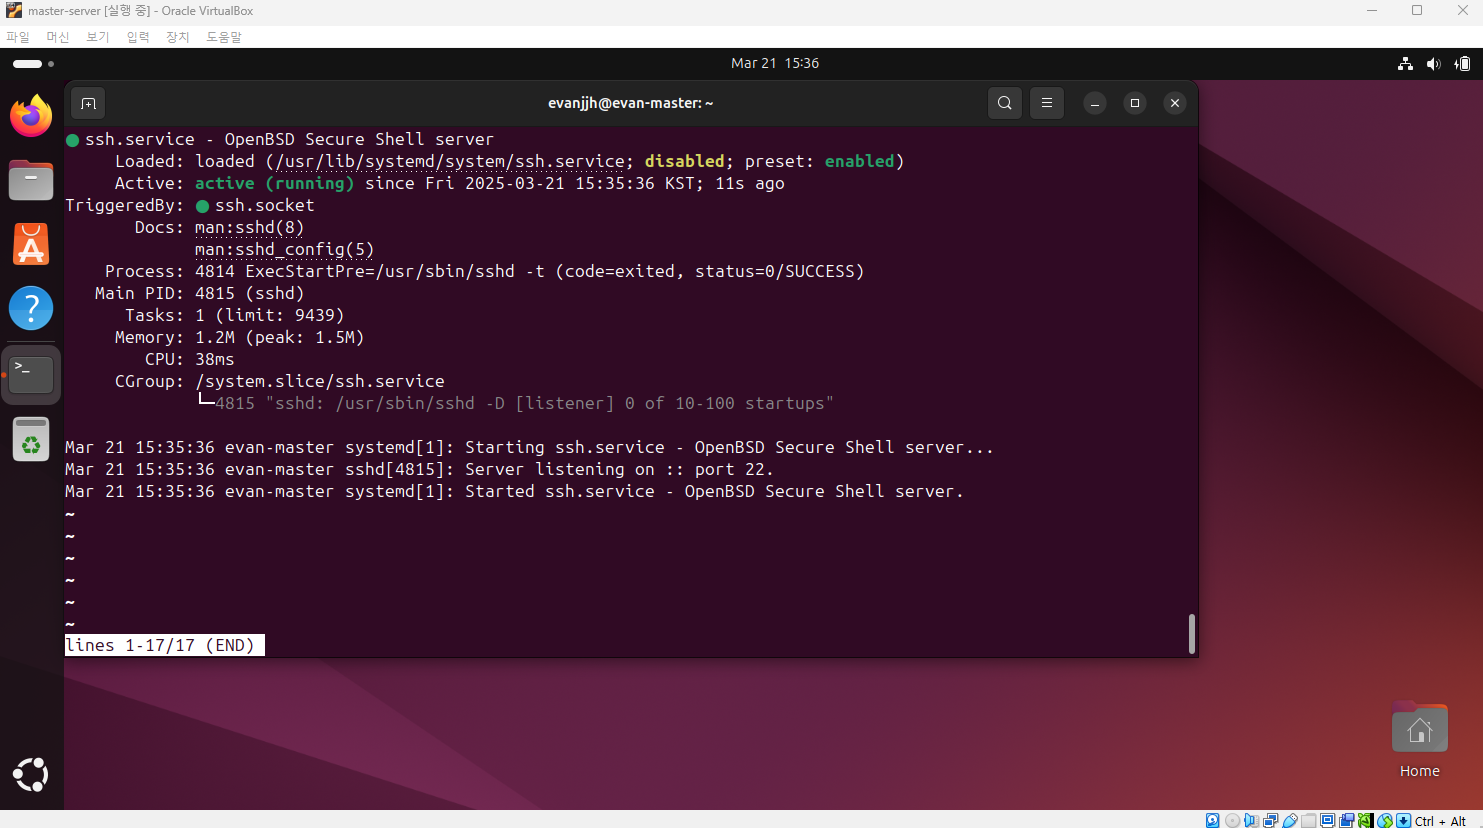 master-server [실행 중] - Oracle VirtualBox
파일 머신 보기 입력 장치 도움말
Mar 21 15:36
evanjjh@evan-master: ~
● ssh.service - OpenBSD Secure Shell server
Loaded: loaded (/usr/lib/systemd/system/ssh.service; disabled; preset: enabled)
Active: active (running) since Fri 2025-03-21 15:35:36 KST; 11s ago
TriggeredBy: ● ssh.socket
Docs: man:sshd(8)
man:sshd_config(5)
Process: 4814 ExecStartPre=/usr/sbin/sshd -t (code=exited, status=0/SUCCESS)
Main PID: 4815 (sshd)
Tasks: 1 (limit: 9439)
Memory: 1.2M (peak: 1.5M)
CPU: 38ms
CGroup: /system.slice/ssh.service
└─4815 "sshd: /usr/sbin/sshd -D [listener] 0 of 10-100 startups"
Mar 21 15:35:36 evan-master systemd[1]: Starting ssh.service - OpenBSD Secure Shell server...
Mar 21 15:35:36 evan-master sshd[4815]: Server listening on :: port 22.
Mar 21 15:35:36 evan-master systemd[1]: Started ssh.service - OpenBSD Secure Shell server.
~
~
~
~
~
~
lines 1-17/17 (END)
Home
Ctrl + Alt